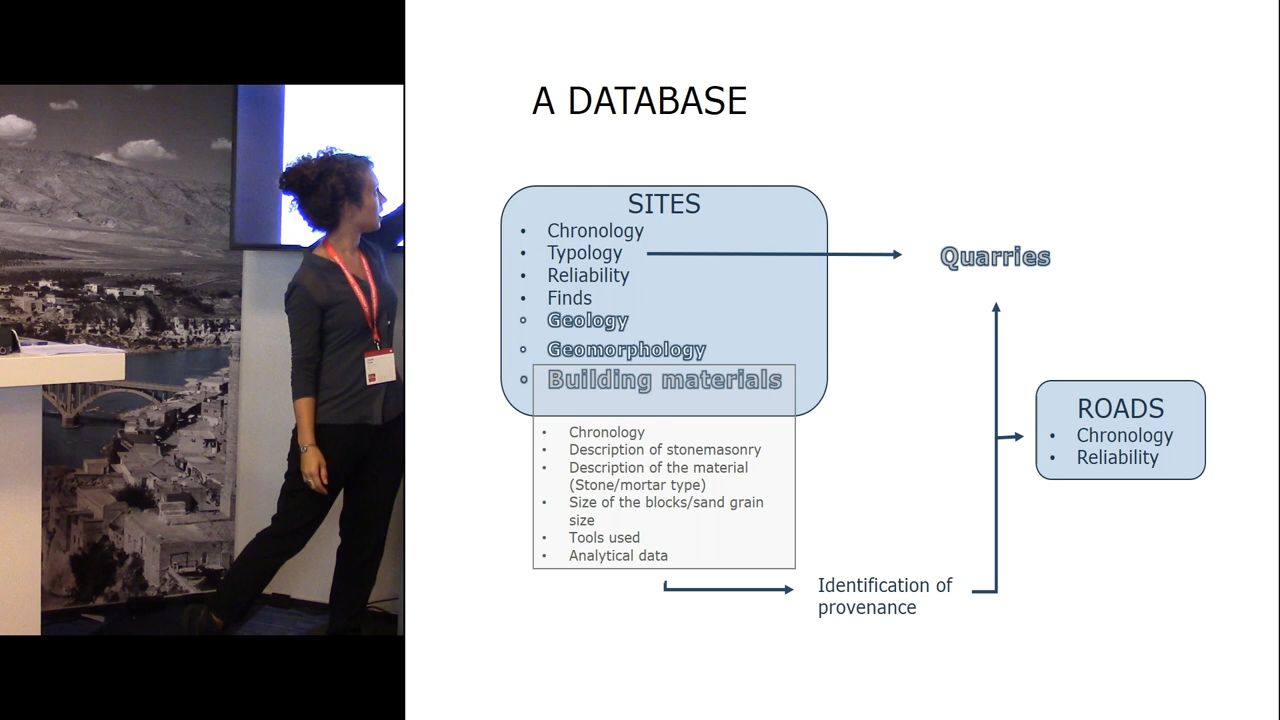 A DATABASE
SITES
• Chronology
• Typology
• Reliability
• Finds
Geology
Geomorphology
Building materials
• Chronology
• Description of stonemasonry
• Description of the material
(Stone/mortar type)
• Size of the blocks/sand grain
size
• Tools used
• Analytical data
Identification of
provenance
Quarries
ROADS
• Chronology
• Reliability